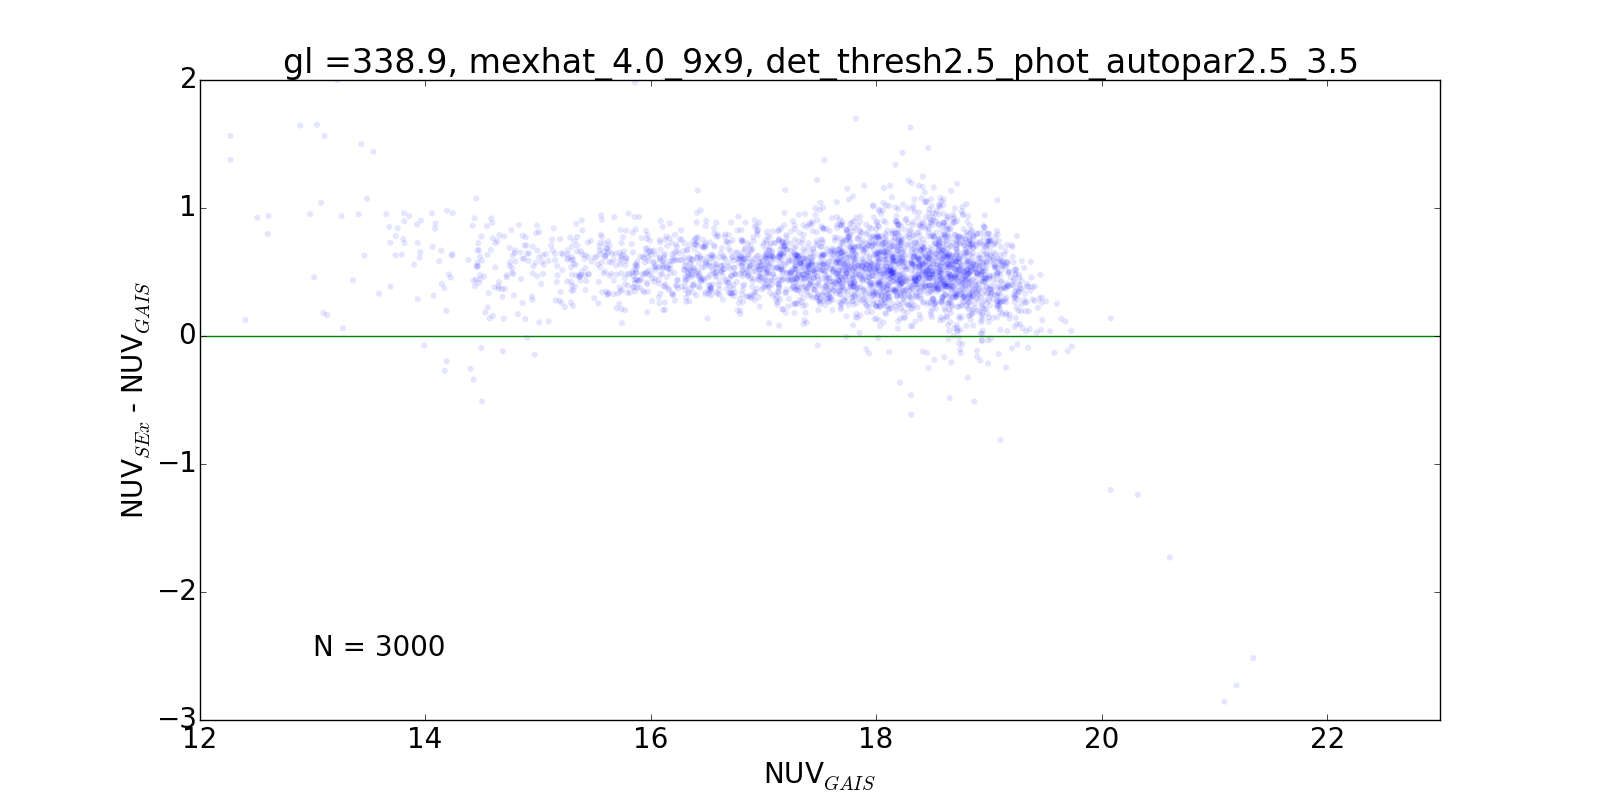 gl =338.9, mexhat_4.0_9x9, det_thresh2.5_phot_autopar2.5_3.5
2
1
0
−1
−2
−3
NUV_SEx - NUV_GAIS
N = 3000
12 14 16 18 20 22
NUV_GAIS